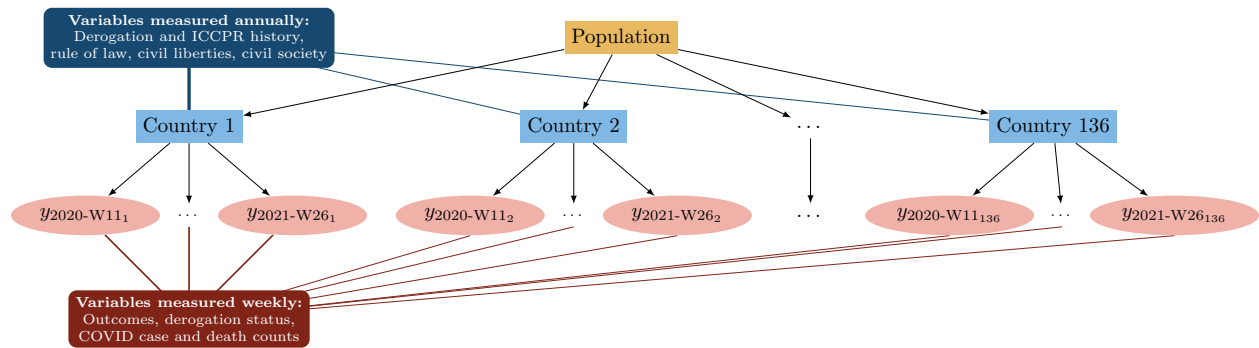 Variables measured annually:
Derogation and ICCPR history,
rule of law, civil liberties, civil society
Population
Country 1
Country 2
...
Country 136
y2020-W11₁
...
y2021-W26₁
y2020-W11₂
...
y2021-W26₂
...
y2020-W11₁₃₆
...
y2021-W26₁₃₆
Variables measured weekly:
Outcomes, derogation status,
COVID case and death counts